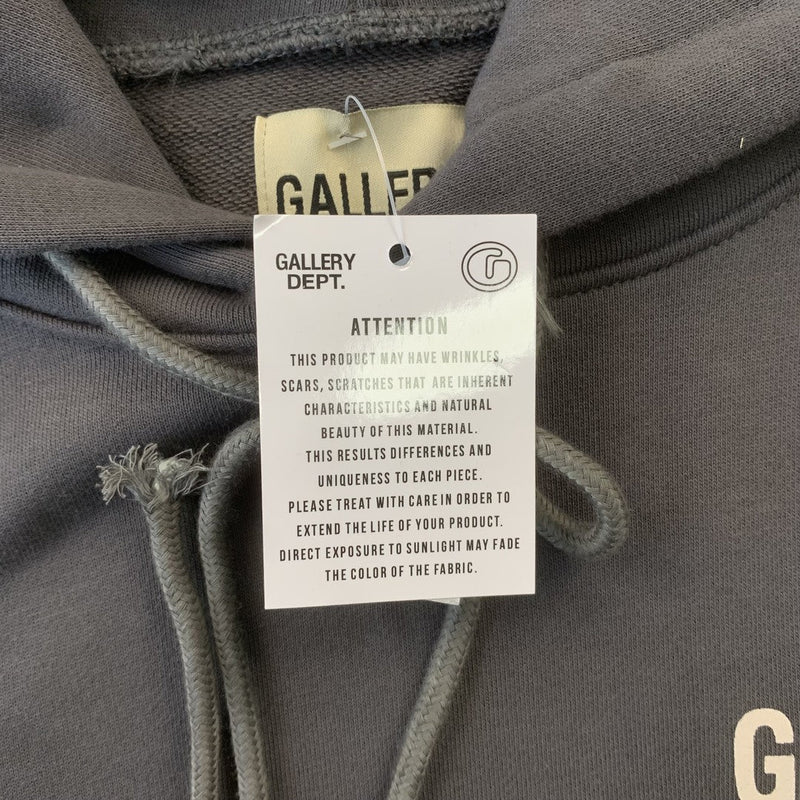 GALLER
GALLERY
DEPT.
ATTENTION
THIS PRODUCT MAY HAVE WRINKLES,
SCARS, SCRATCHES THAT ARE INHERENT
CHARACTERISTICS AND NATURAL
BEAUTY OF THIS MATERIAL.
THIS RESULTS DIFFERENCES AND
UNIQUENESS TO EACH PIECE.
PLEASE TREAT WITH CARE IN ORDER TO
EXTEND THE LIFE OF YOUR PRODUCT.
DIRECT EXPOSURE TO SUNLIGHT MAY FADE
THE COLOR OF THE FABRIC.
G